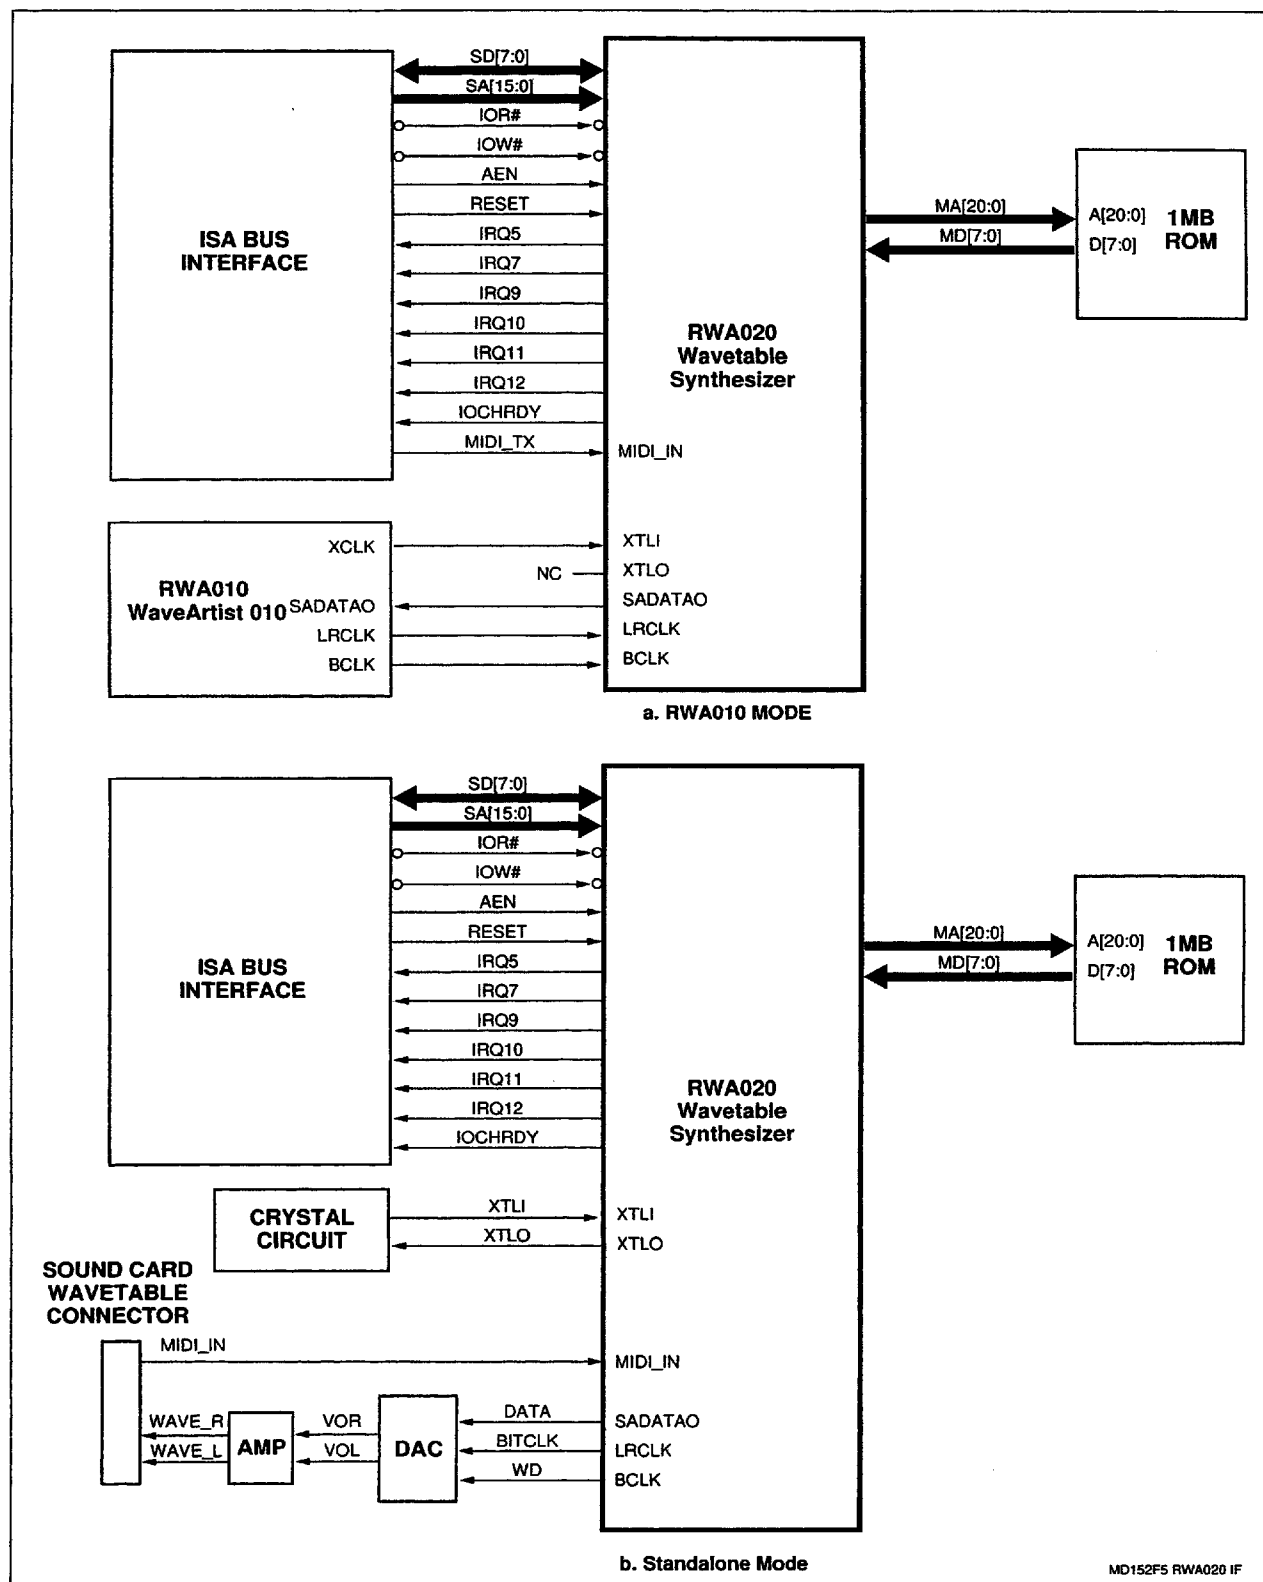 SD[7:0]
SA[15:0]
IOR#
IOW#
AEN
RESET
IRQ5
IRQ7
IRQ9
IRQ10
IRQ11
IRQ12
IOCHRDY
MIDI_TX
ISA BUS
INTERFACE
RWA020
Wavetable
Synthesizer
MIDI_IN
MA[20:0]
MD[7:0]
A[20:0]
D[7:0]
1MB
ROM
RWA010
WaveArtist 010
XCLK
SADATAO
LRCLK
BCLK
NC
XTLI
XTLO
SADATAO
LRCLK
BCLK
a. RWA010 MODE
SD[7:0]
SA[15:0]
IOR#
IOW#
AEN
RESET
IRQ5
IRQ7
IRQ9
IRQ10
IRQ11
IRQ12
IOCHRDY
ISA BUS
INTERFACE
RWA020
Wavetable
Synthesizer
MA[20:0]
MD[7:0]
A[20:0]
D[7:0]
1MB
ROM
CRYSTAL
CIRCUIT
XTLI
XTLO
XTLI
XTLO
SOUND CARD
WAVETABLE
CONNECTOR
MIDI_IN
MIDI_IN
WAVE_R
WAVE_L
AMP
VOR
VOL
DAC
DATA
BITCLK
WD
SADATAO
LRCLK
BCLK
b. Standalone Mode
MD152F5 RWA020 IF